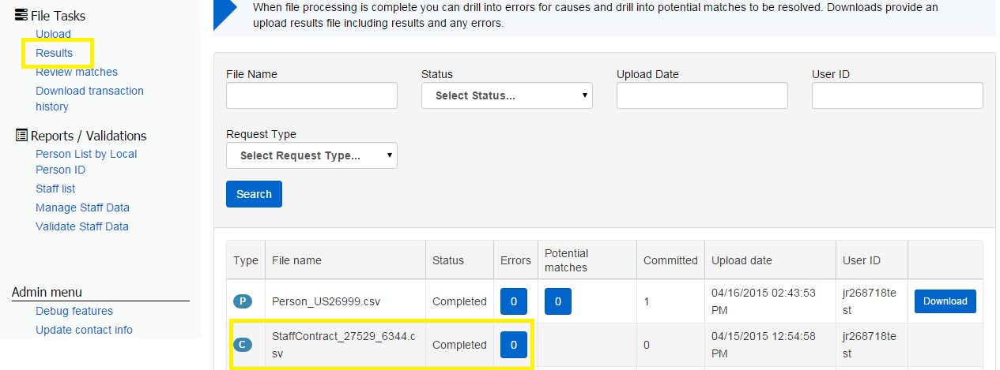 File Tasks
Upload
Results
Review matches
Download transaction
history
Reports / Validations
Person List by Local
Person ID
Staff list
Manage Staff Data
Validate Staff Data
Admin menu
Debug features
Update contact info
When file processing is complete you can drill into errors for causes and drill into potential matches to be resolved. Downloads provide an
upload results file including results and any errors.
File Name Status Upload Date User ID
Select Status...
Request Type
Select Request Type...
Search
Type File name Status Errors Potential matches Committed Upload date User ID
P Person_US26999.csv Completed 0 0 1 04/16/2015 02:43:53 PM jr268718te st Download
C StaffContract_27529_6344.c sv Completed 0 0 04/15/2015 12:54:58 PM jr268718te st